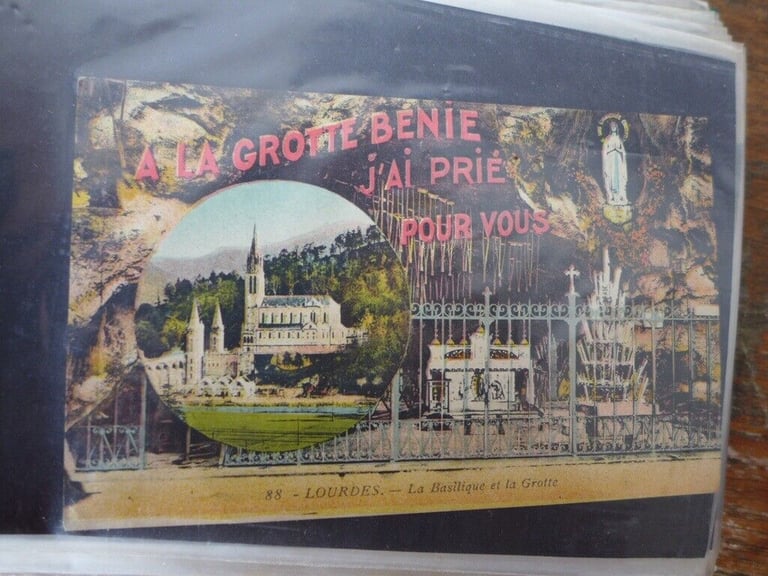 A LA GROTTE BENIE
J'AI PRIÉ
POUR VOUS
88 - LOURDES. — La Basilique et la Grotte